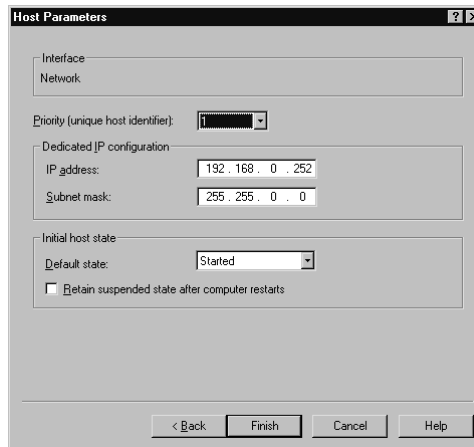 Host Parameters
Interface
Network
Priority (unique host identifier): 1
Dedicated IP configuration
IP address: 192 . 168 . 0 . 252
Subnet mask: 255 . 255 . 0 . 0
Initial host state
Default state: Started
Retain suspended state after computer restarts
< Back Finish Cancel Help